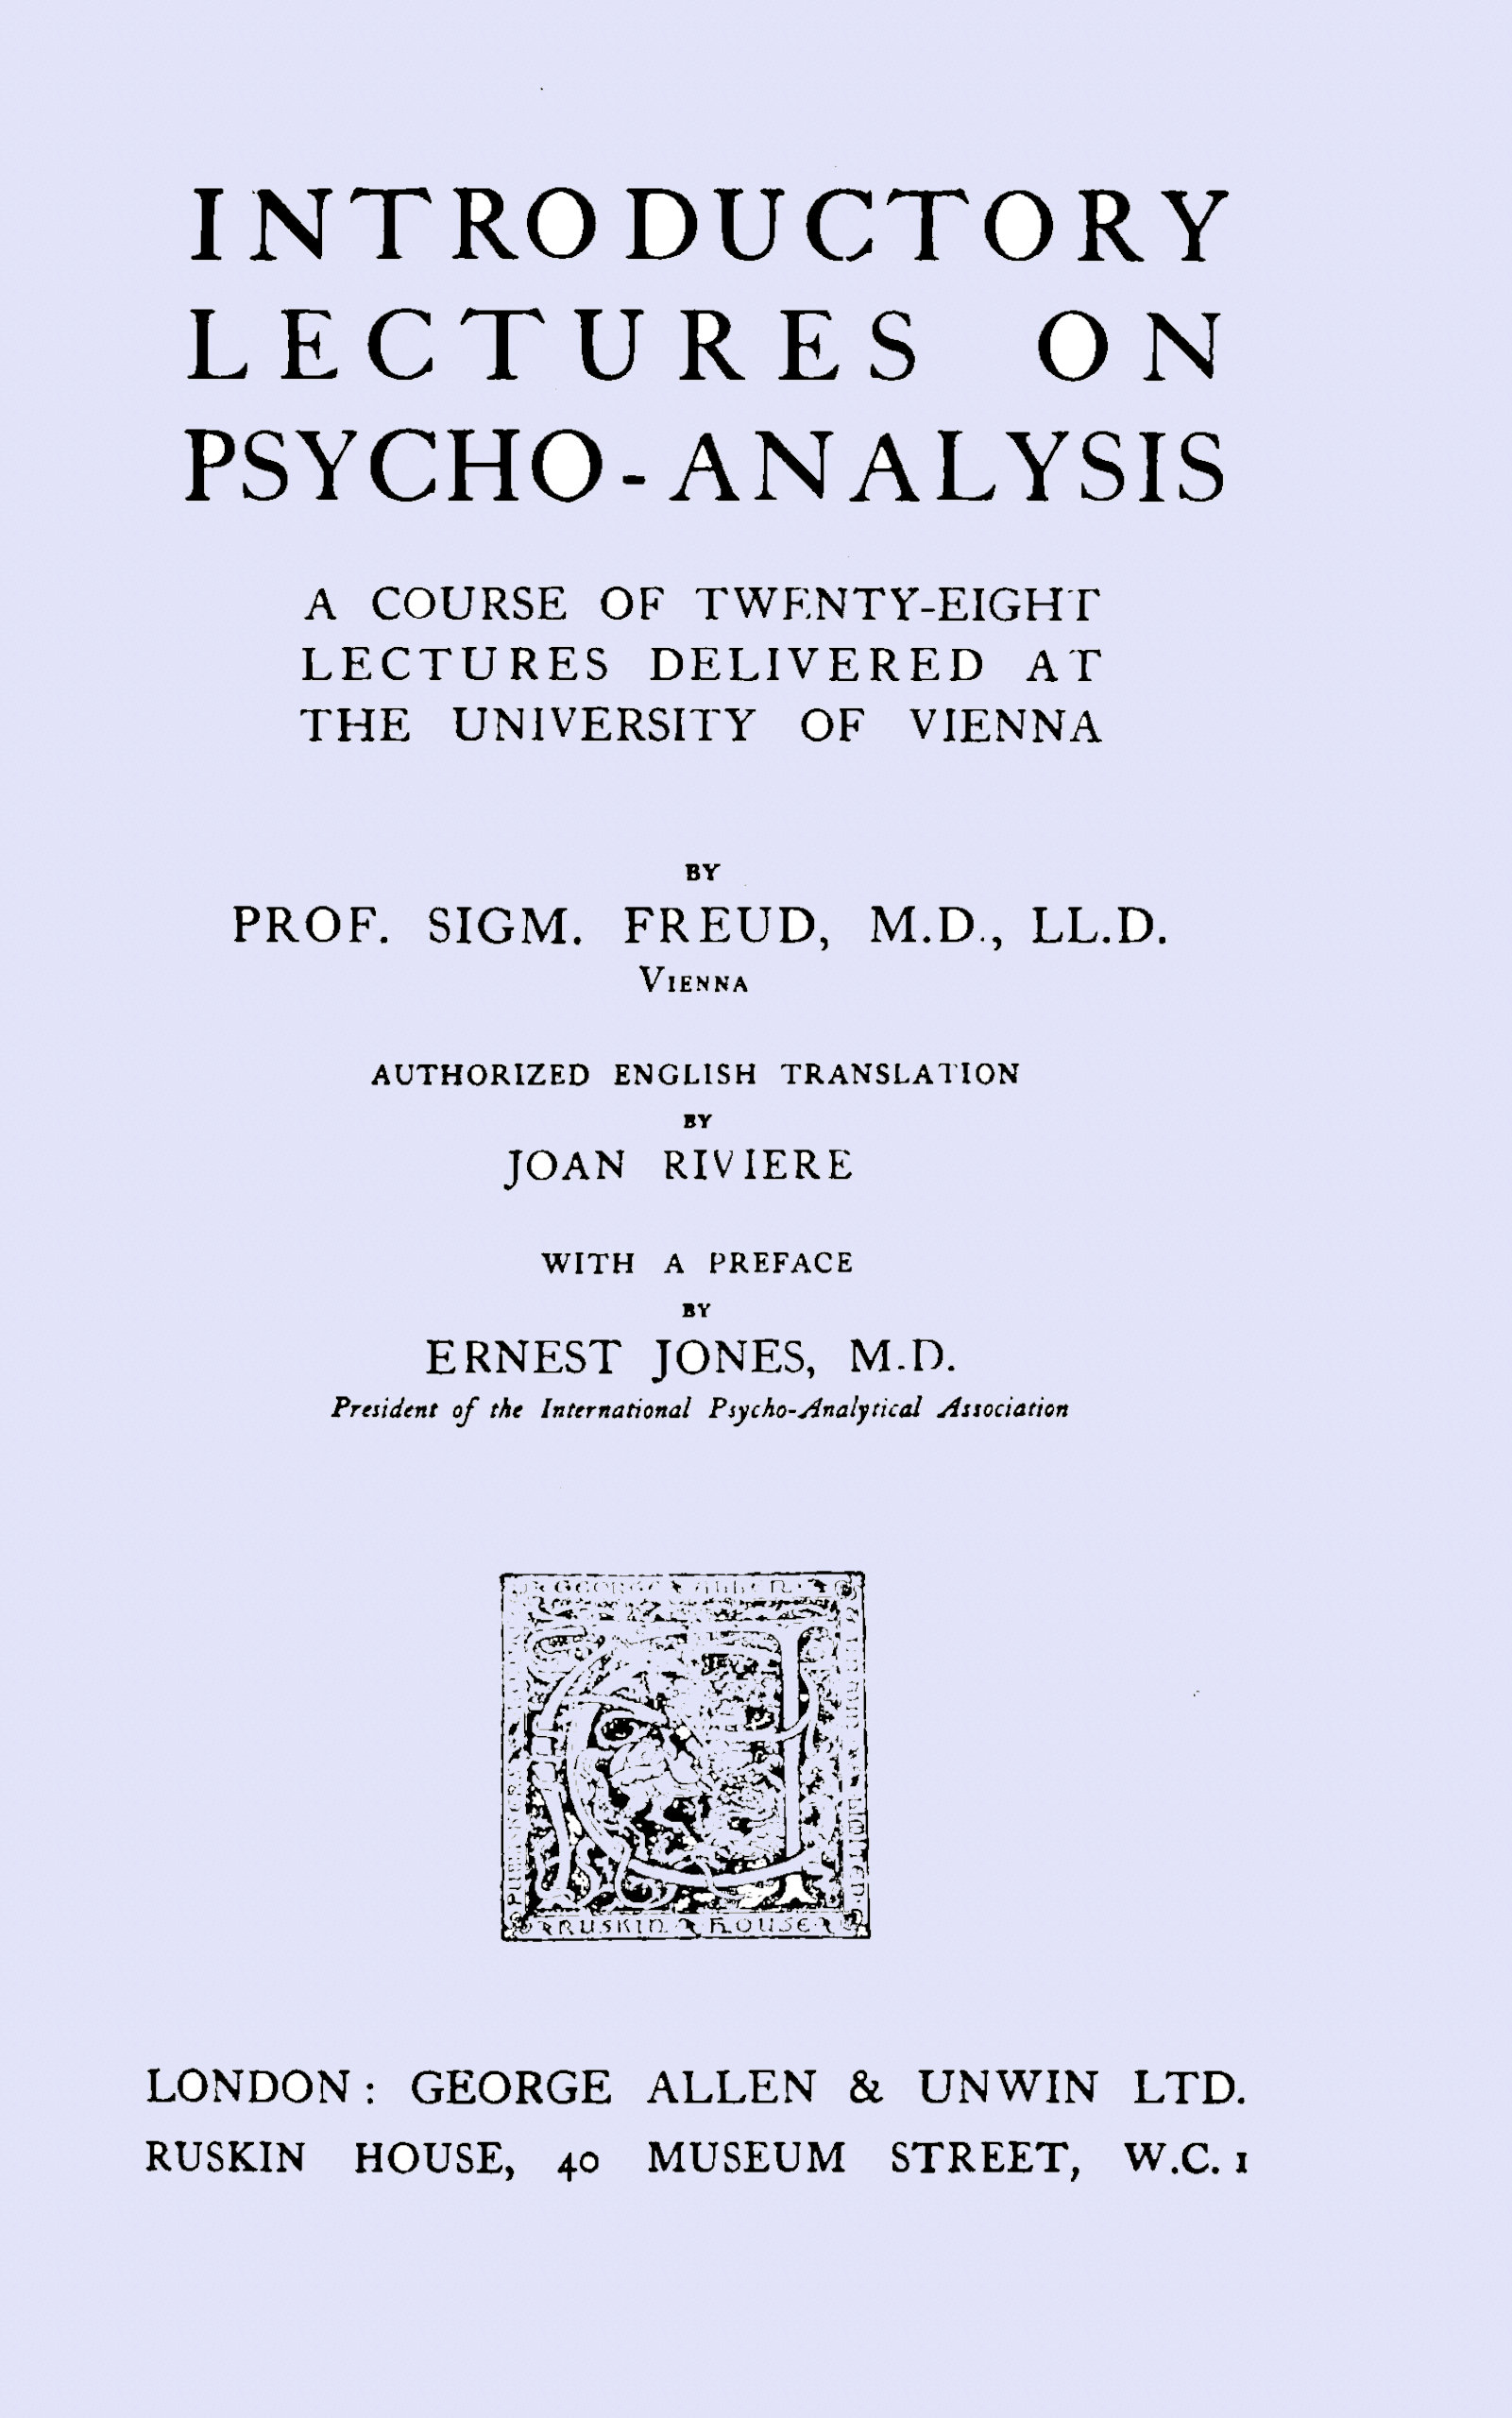 INTRODUCTORY
LECTURES ON
PSYCHO-ANALYSIS
A COURSE OF TWENTY-EIGHT
LECTURES DELIVERED AT
THE UNIVERSITY OF VIENNA
BY
PROF. SIGM. FREUD, M.D., LL.D.
VIENNA
AUTHORIZED ENGLISH TRANSLATION
BY
JOAN RIVIERE
WITH A PREFACE
BY
ERNEST JONES, M.D.
President of the International Psycho-Analytical Association
GEORGE ALLEN
RUSKIN HOUSE
LONDON: GEORGE ALLEN & UNWIN LTD.
RUSKIN HOUSE, 40 MUSEUM STREET, W.C. 1